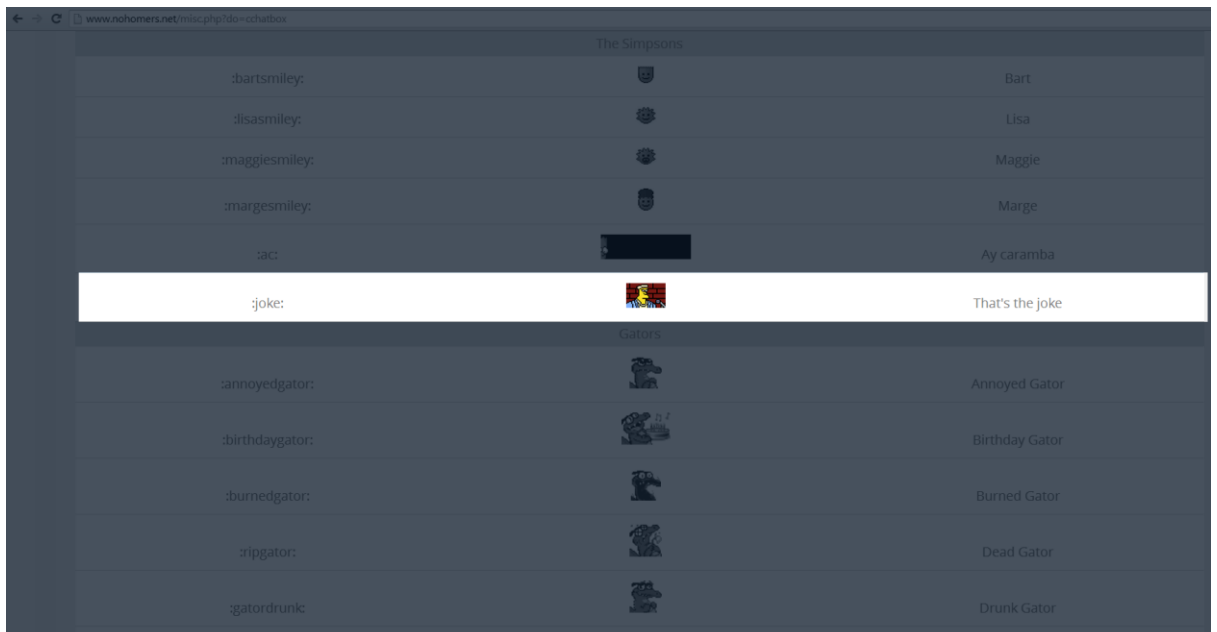 www.nohomers.net/misc.php?do=cchatbox
The Simpsons
:bartsmiley: Bart
:lisasmiley: Lisa
:maggiesmiley: Maggie
:margesmiley: Marge
:ac: Ay caramba
:joke: That's the joke
Gators
:annoyedgator: Annoyed Gator
:birthdaygator: Birthday Gator
:burnedgator: Burned Gator
:ripgator: Dead Gator
:gatordrunk: Drunk Gator